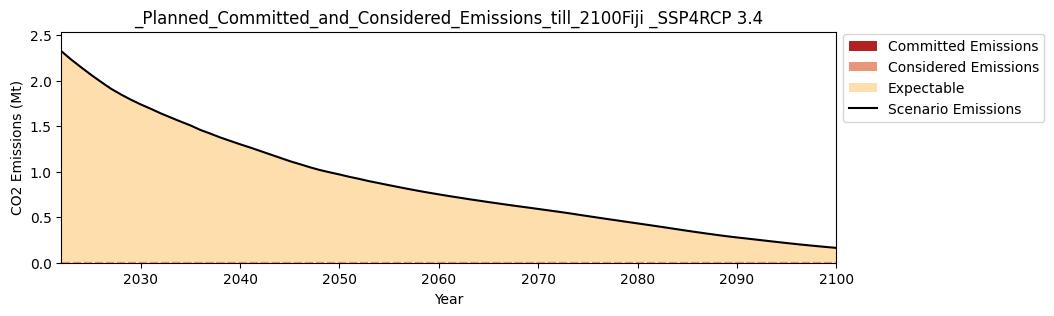 _Planned_Committed_and_Considered_Emissions_till_2100Fiji _SSP4RCP 3.4
2.5
2.0
1.5
1.0
0.5
0.0
CO2 Emissions (Mt)
2030 2040 2050 2060 2070 2080 2090 2100
Year
Committed Emissions
Considered Emissions
Expectable
Scenario Emissions